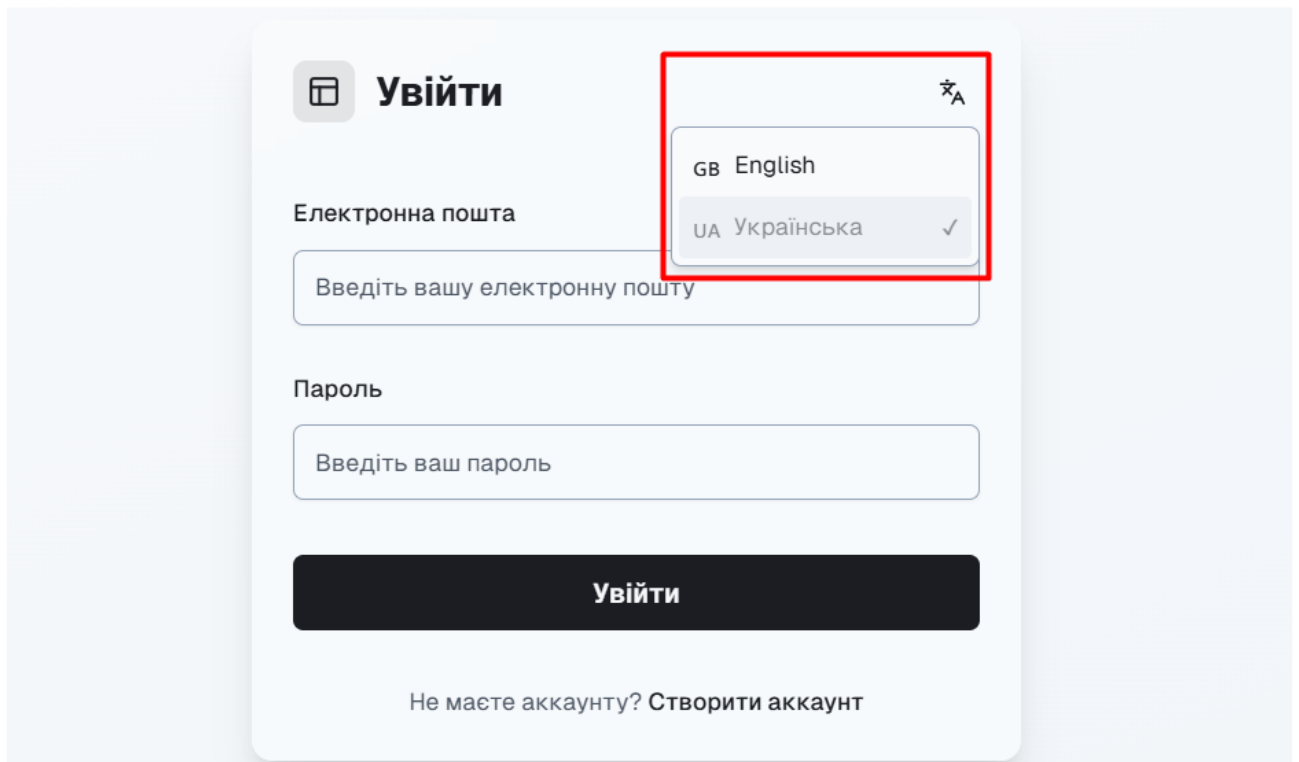 Увійти
GB English
UA Українська ✓
Електронна пошта
Введіть вашу електронну пошту
Пароль
Введіть ваш пароль
Увійти
Не маєте аккаунту? Створити аккаунт